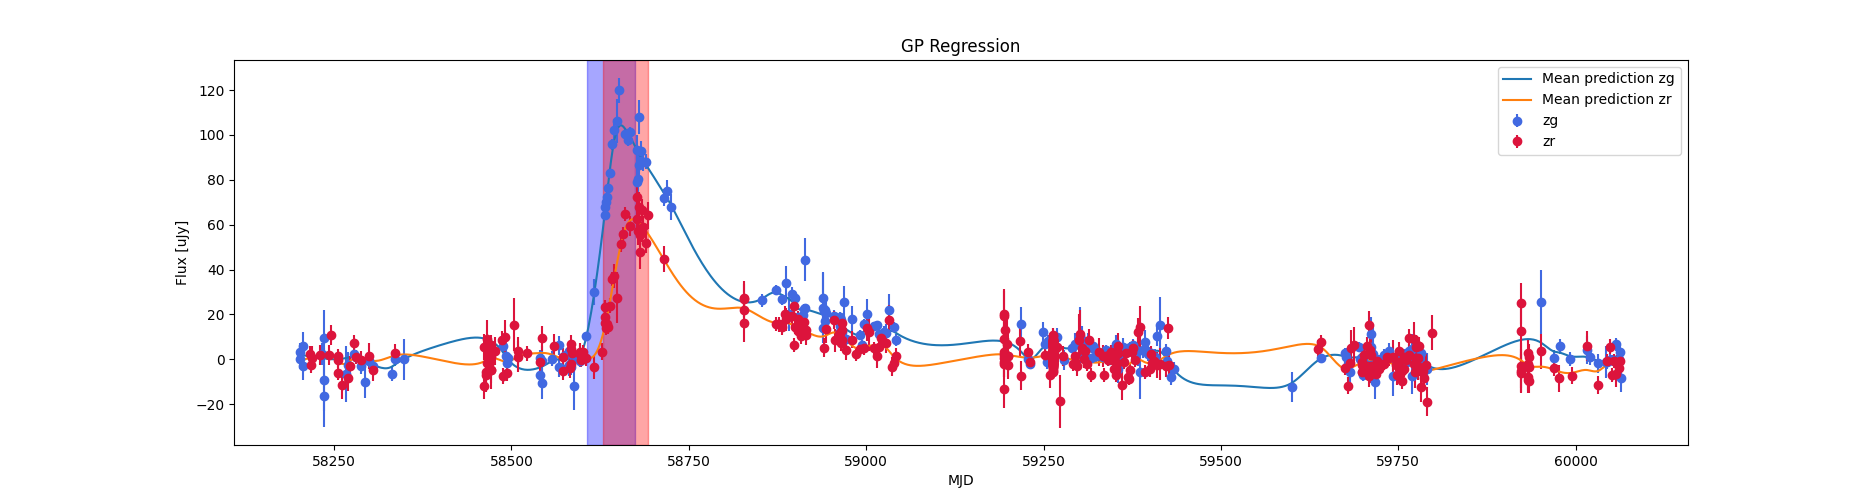 GP Regression
Flux [uJy]
120
100
80
60
40
20
0
−20
58250
58500
58750
59000
59250
59500
59750
60000
MJD
Mean prediction zg
Mean prediction zr
zg
zr